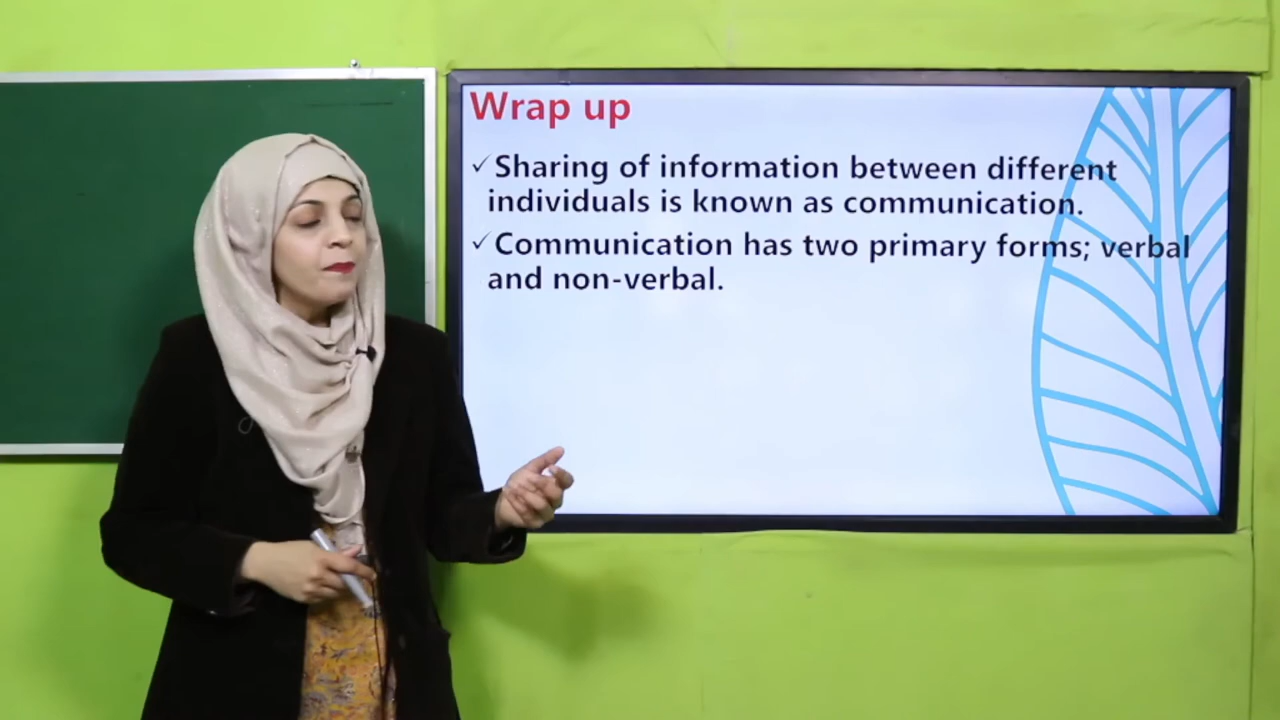 Wrap up
✓Sharing of information between different
individuals is known as communication.
✓Communication has two primary forms; verbal
and non-verbal.